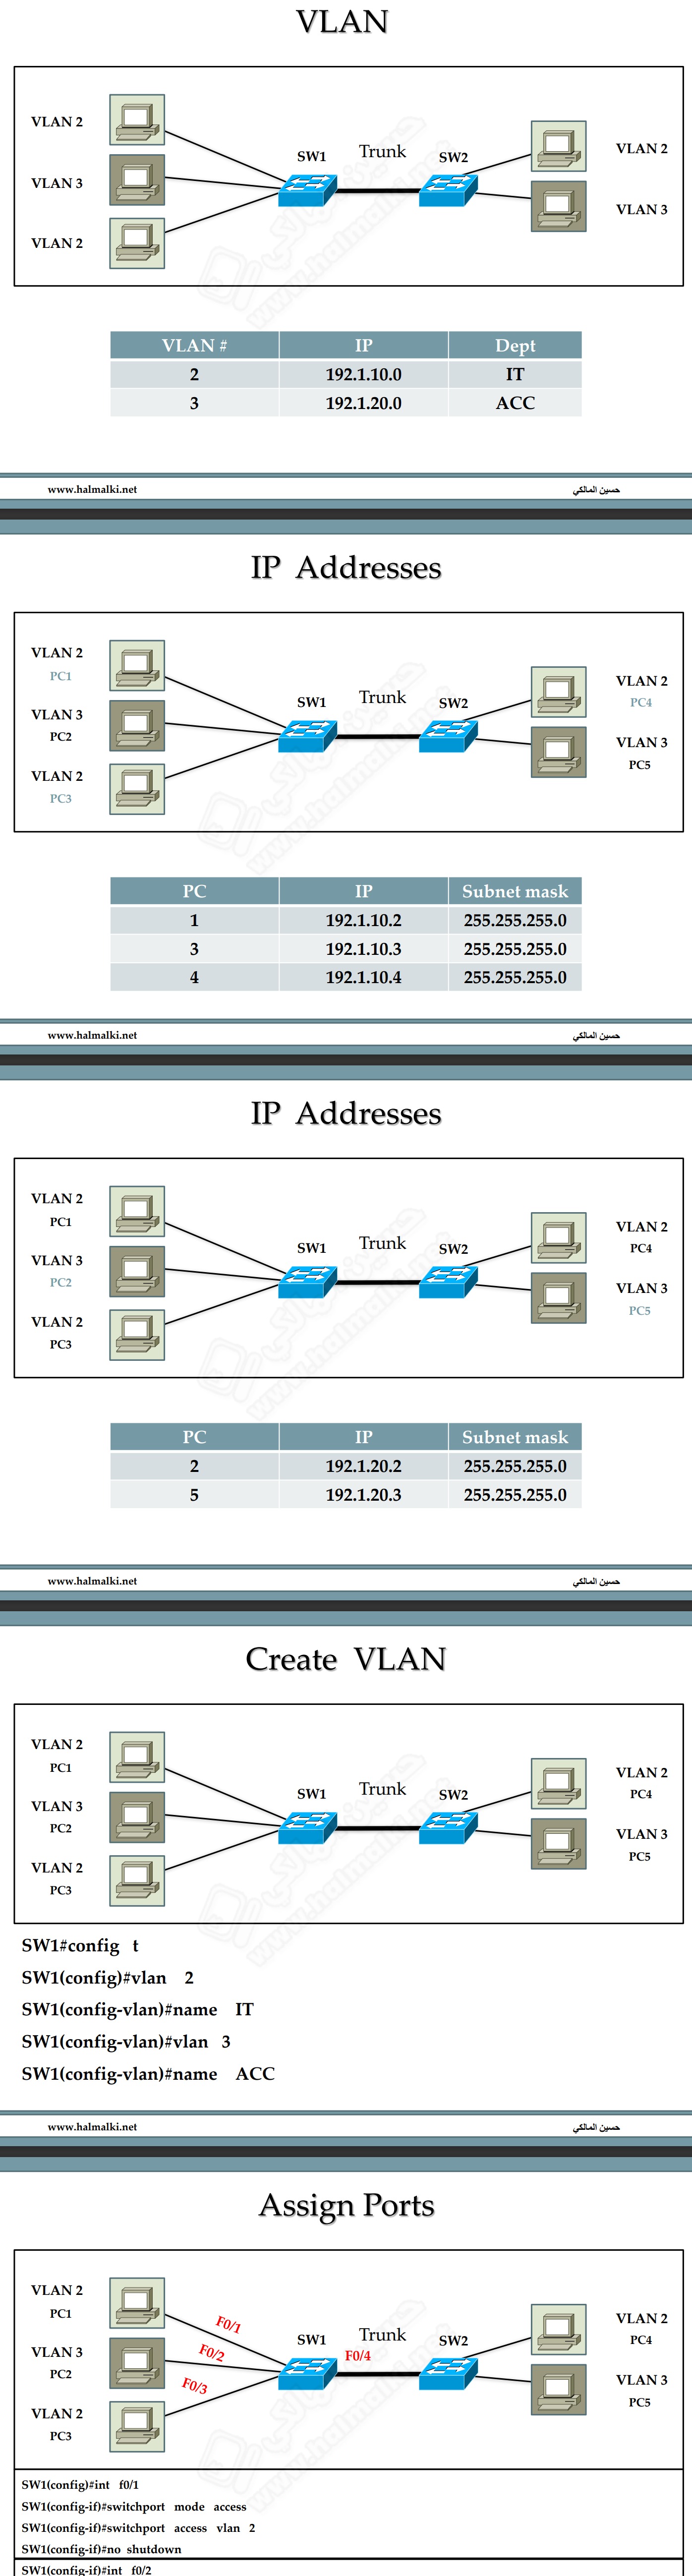 VLAN
VLAN 2
VLAN 3
VLAN 2
SW1
Trunk
SW2
VLAN 2
VLAN 3
VLAN # IP Dept
2 192.1.10.0 IT
3 192.1.20.0 ACC
www.halmalki.net حسين المالكي
IP Addresses
VLAN 2
PC1
VLAN 3
PC2
VLAN 2
PC3
SW1
Trunk
SW2
VLAN 2
PC4
VLAN 3
PC5
PC IP Subnet mask
1 192.1.10.2 255.255.255.0
3 192.1.10.3 255.255.255.0
4 192.1.10.4 255.255.255.0
www.halmalki.net حسين المالكي
IP Addresses
VLAN 2
PC1
VLAN 3
PC2
VLAN 2
PC3
SW1
Trunk
SW2
VLAN 2
PC4
VLAN 3
PC5
PC IP Subnet mask
2 192.1.20.2 255.255.255.0
5 192.1.20.3 255.255.255.0
www.halmalki.net حسين المالكي
Create VLAN
VLAN 2
PC1
VLAN 3
PC2
VLAN 2
PC3
SW1
Trunk
SW2
VLAN 2
PC4
VLAN 3
PC5
SW1#config t
SW1(config)#vlan 2
SW1(config-vlan)#name IT
SW1(config-vlan)#vlan 3
SW1(config-vlan)#name ACC
www.halmalki.net حسين المالكي
Assign Ports
VLAN 2
PC1
VLAN 3
PC2
VLAN 2
PC3
F0/1
F0/2
F0/3
SW1
Trunk
F0/4
SW2
VLAN 2
PC4
VLAN 3
PC5
SW1(config)#int f0/1
SW1(config-if)#switchport mode access
SW1(config-if)#switchport access vlan 2
SW1(config-if)#no shutdown
SW1(config-if)#int f0/2